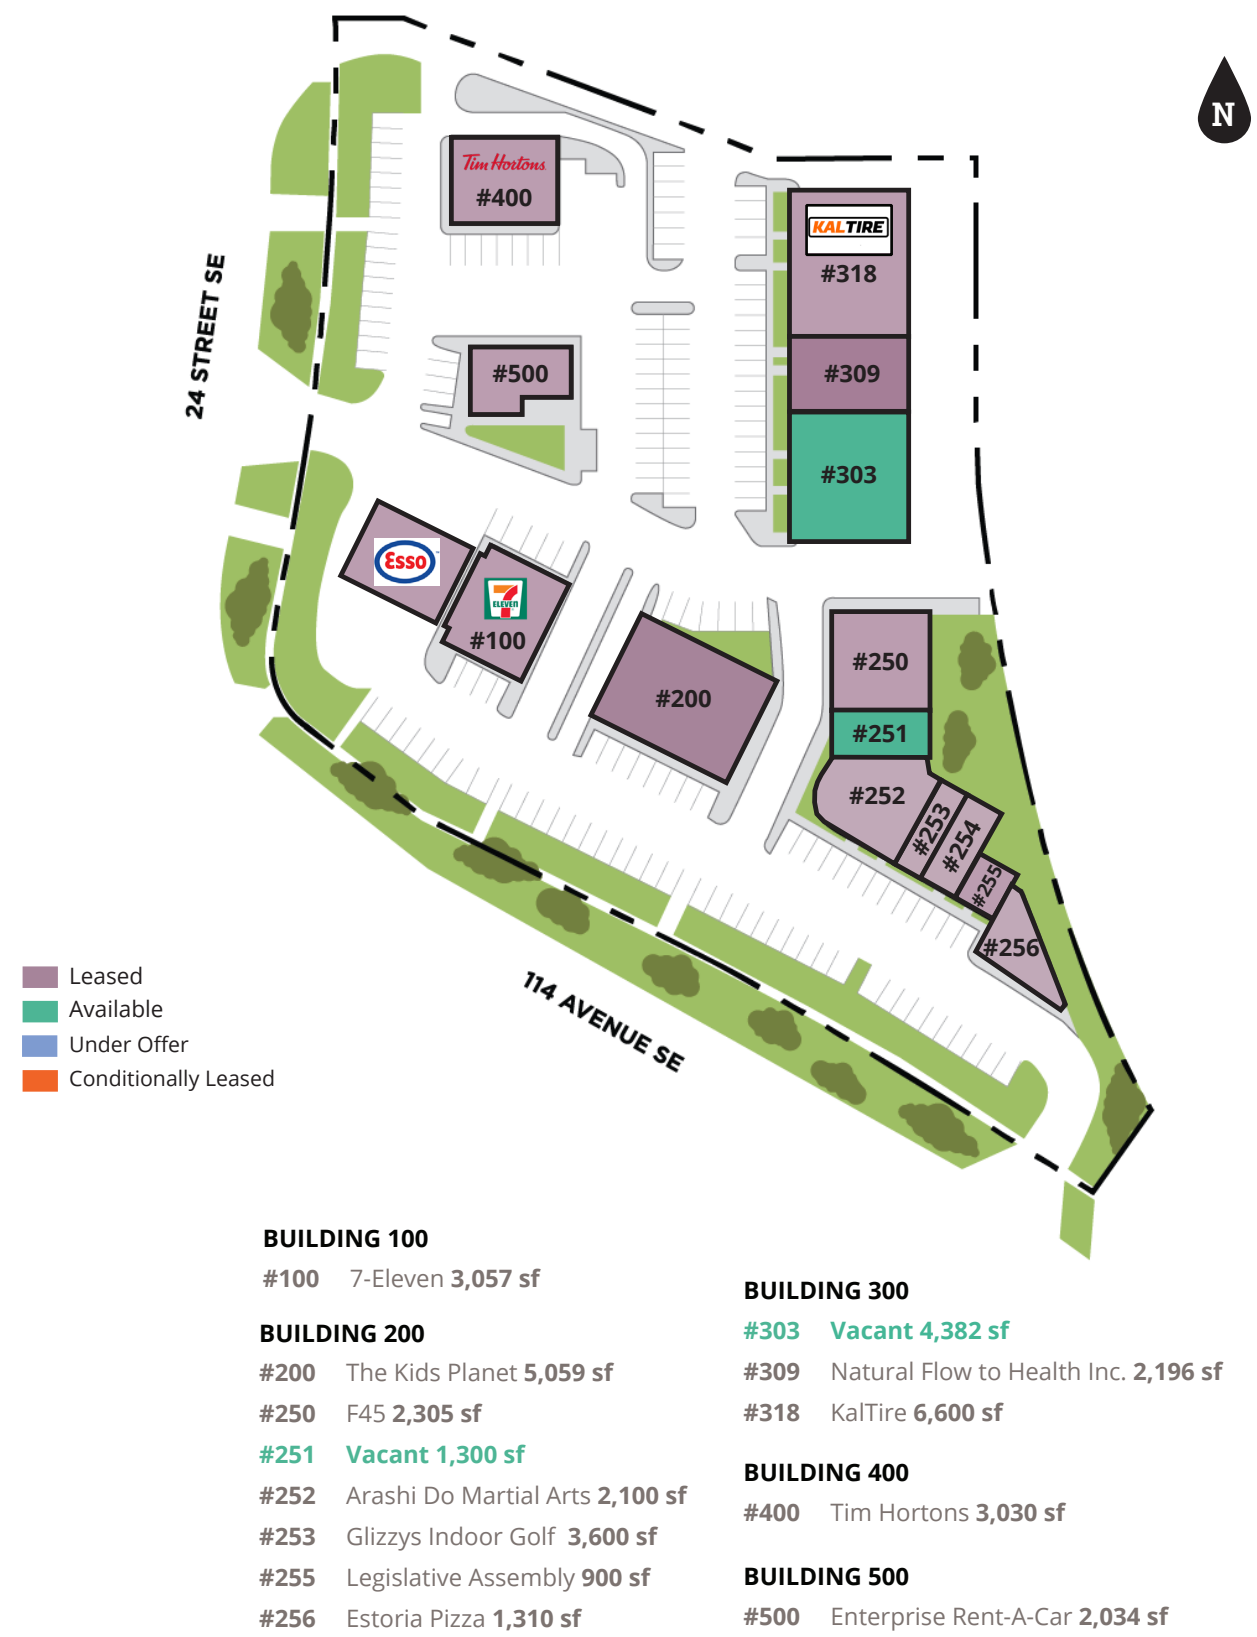 N
Tim Hortons
#400
KALTIRE
#318
24 STREET SE
#500
#309
#303
Esso
7
ELEVEN
#100
#200
#250
#251
#252
#253
#254
#255
#256
114 AVENUE SE
Leased
Available
Under Offer
Conditionally Leased
BUILDING 100
#100 7-Eleven 3,057 sf
BUILDING 200
#200 The Kids Planet 5,059 sf
#250 F45 2,305 sf
#251 Vacant 1,300 sf
#252 Arashi Do Martial Arts 2,100 sf
#253 Glizzys Indoor Golf 3,600 sf
#255 Legislative Assembly 900 sf
#256 Estoria Pizza 1,310 sf
BUILDING 300
#303 Vacant 4,382 sf
#309 Natural Flow to Health Inc. 2,196 sf
#318 KalTire 6,600 sf
BUILDING 400
#400 Tim Hortons 3,030 sf
BUILDING 500
#500 Enterprise Rent-A-Car 2,034 sf